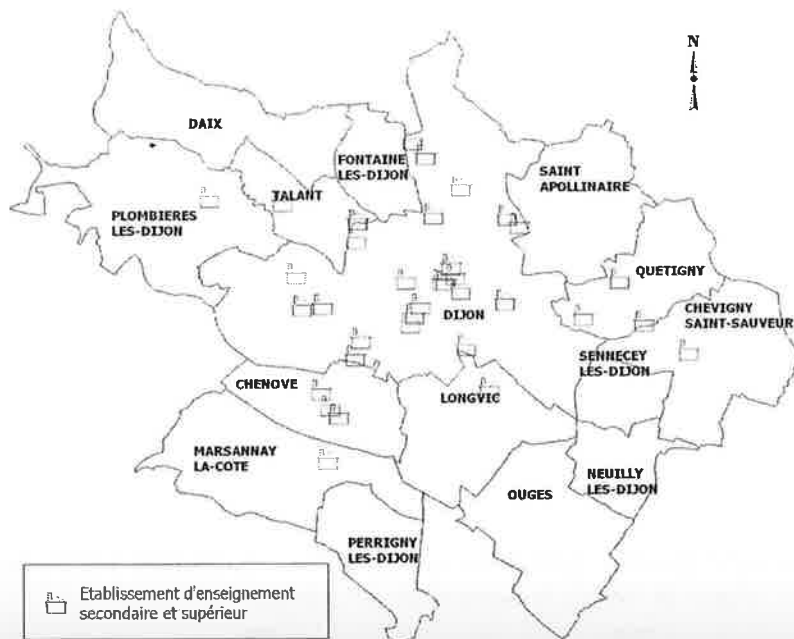 N
DAIX
FONTAINE
LES-DIJON
SAINT
APOLLINAIRE
TALANT
PLOMBIERES
LES-DIJON
QUETIGNY
CHEVIGNY
SAINT-SAUVEUR
DIJON
SENNECEY
LES-DIJON
CHENOVE
LONGVIC
MARSANNAY
LA-COTE
NEUILLY
LES-DIJON
OUGES
PERRIGNY
LES-DIJON
Etablissement d'enseignement
secondaire et supérieur